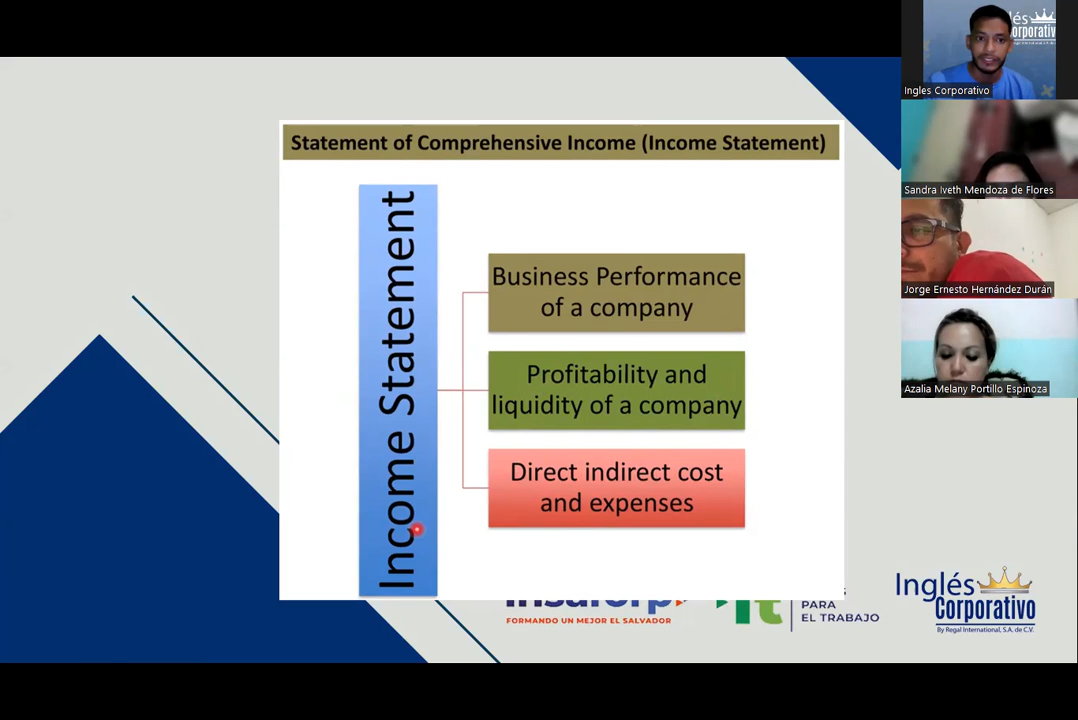 Statement of Comprehensive Income (Income Statement)
Income Statement
Business Performance
of a company
Profitability and
liquidity of a company
Direct indirect cost
and expenses
FORMANDO UN MEJOR EL SALVADOR
PARA
EL TRABAJO
Inglés
Corporativo
By Regal International, S.A. de C.V.
Corporativo
Ingles Corporativo
Sandra Iveth Mendoza de Flores
Jorge Ernesto Hernández Durán
Azalia Melany Portillo Espinoza